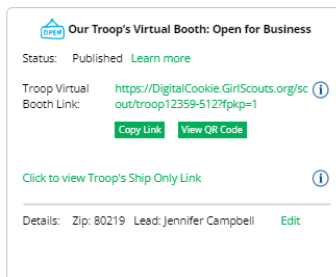 OPEN Our Troop's Virtual Booth: Open for Business
Status: Published Learn more
Troop Virtual https://DigitalCookie.GirlScouts.org/sc
Booth Link: out/troop12359-512?fpkp=1
Copy Link View QR Code
Click to view Troop's Ship Only Link
Details: Zip: 80219 Lead: Jennifer Campbell Edit